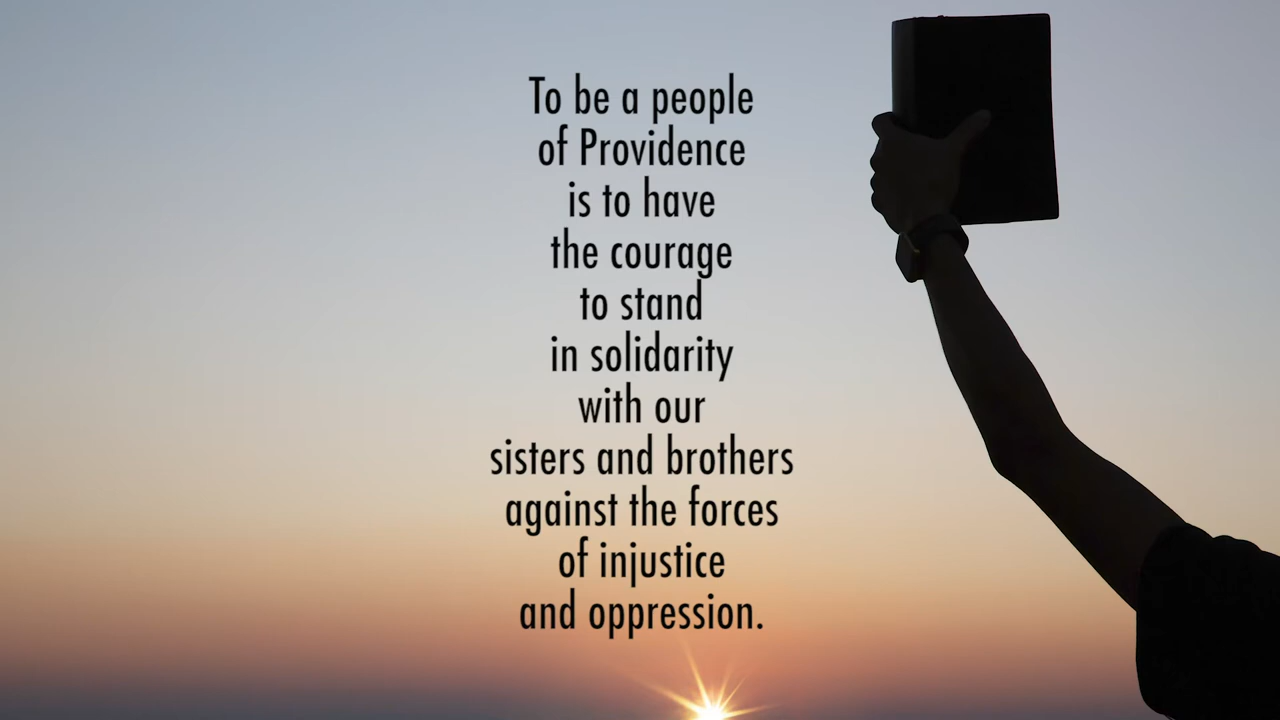 To be a people
of Providence
is to have
the courage
to stand
in solidarity
with our
sisters and brothers
against the forces
of injustice
and oppression.